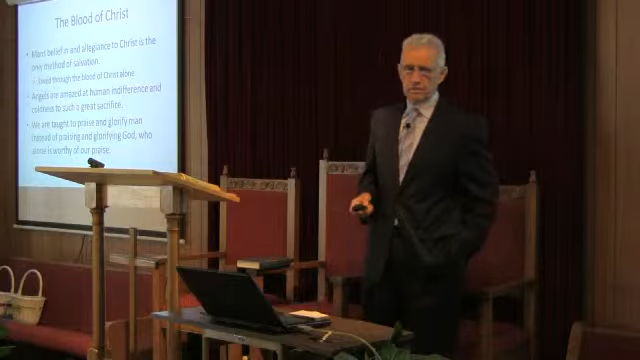 The Blood of Christ
• Mans belief in and allegiance to Christ is the
only method of salvation.
– Saved through the blood of Christ alone.
• Angels are amazed at human indifference and
coldness to such a great sacrifice.
• We are taught to praise and glorify man
instead of praising and glorifying God, who
alone is worthy of our praise.